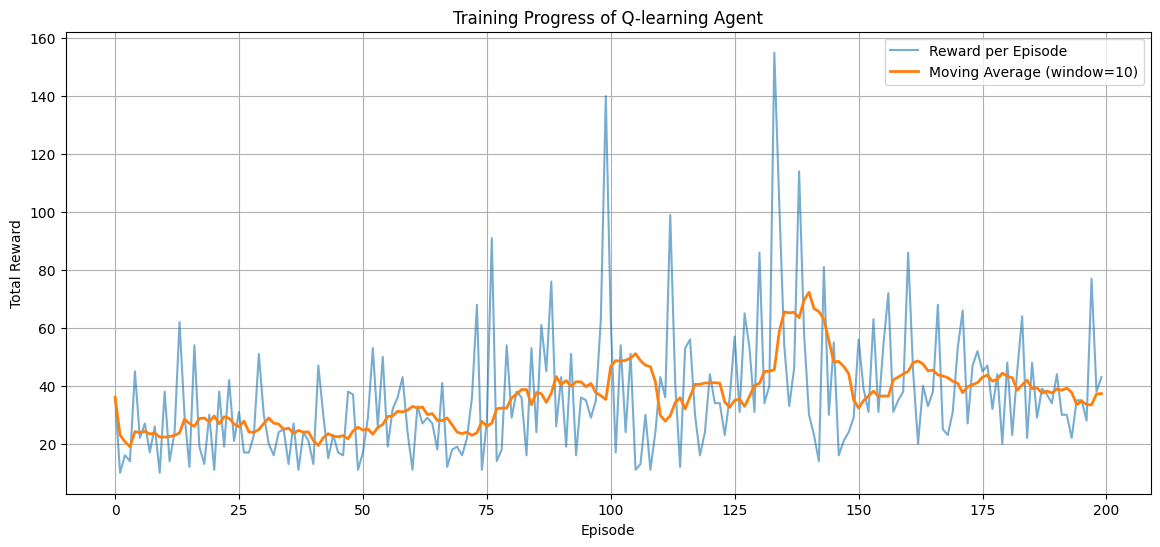 Training Progress of Q-learning Agent
Reward per Episode
Moving Average (window=10)
Total Reward
160
140
120
100
80
60
40
20
0 25 50 75 100 125 150 175 200
Episode